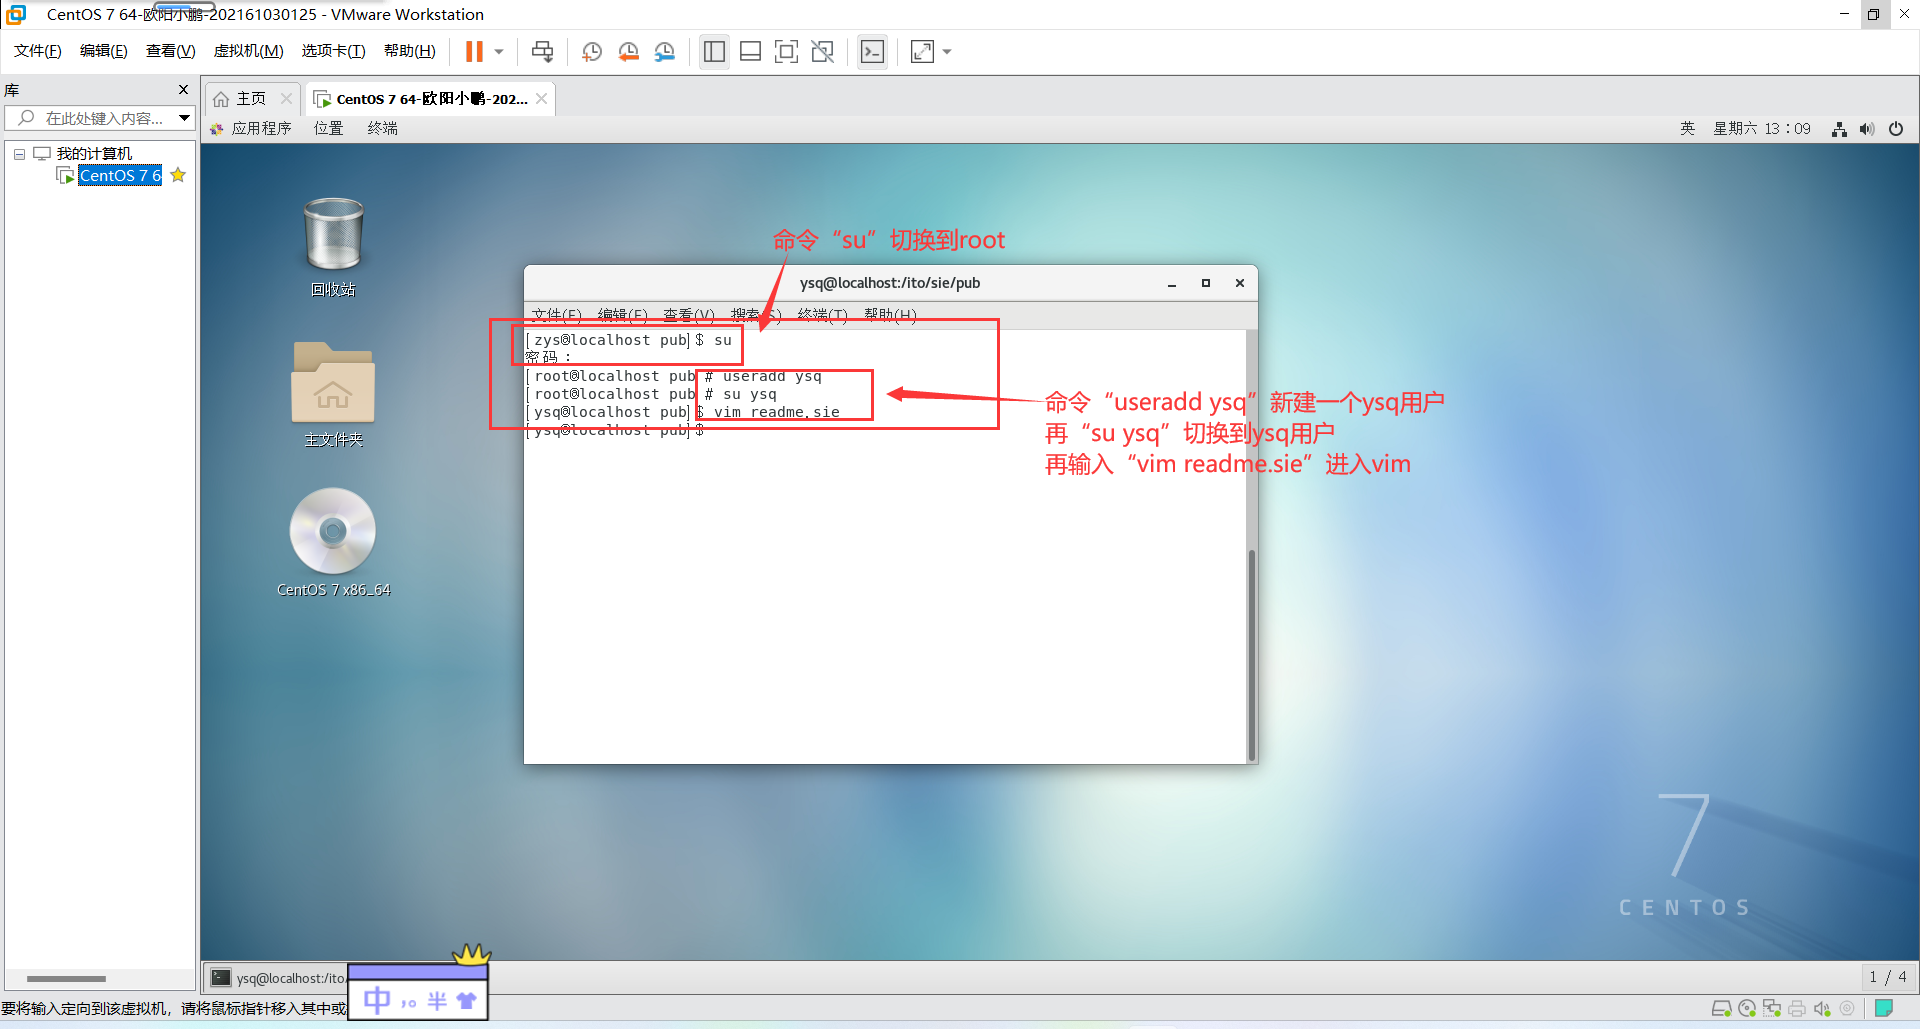 CentOS 7 64-欧阳小鹏-202161030125 - VMware Workstation
文件(F) 编辑(E) 查看(V) 虚拟机(M) 选项卡(T) 帮助(H)
库
在此处键入内容...
我的计算机
CentOS 7 6
主页
CentOS 7 64-欧阳小鹏-202...
应用程序 位置 终端
英 星期六 13：09
回收站
主文件夹
CentOS 7 x86_64
命令“su”切换到root
ysq@localhost:/ito/sie/pub
文件(F) 编辑(E) 查看(V) 搜索(S) 终端(T) 帮助(H)
[zys@localhost pub]$ su
密码：
[root@localhost pub # useradd ysq
[root@localhost pub # su ysq
[ysq@localhost pub]$ vim readme.sie
[ysq@localhost pub]$
命令“useradd ysq”新建一个ysq用户
再“su ysq”切换到ysq用户
再输入“vim readme.sie”进入vim
7
CENTOS
ysq@localhost:/ito/
1 / 4
中 ，。半
要将输入定向到该虚拟机，请将鼠标指针移入其中或